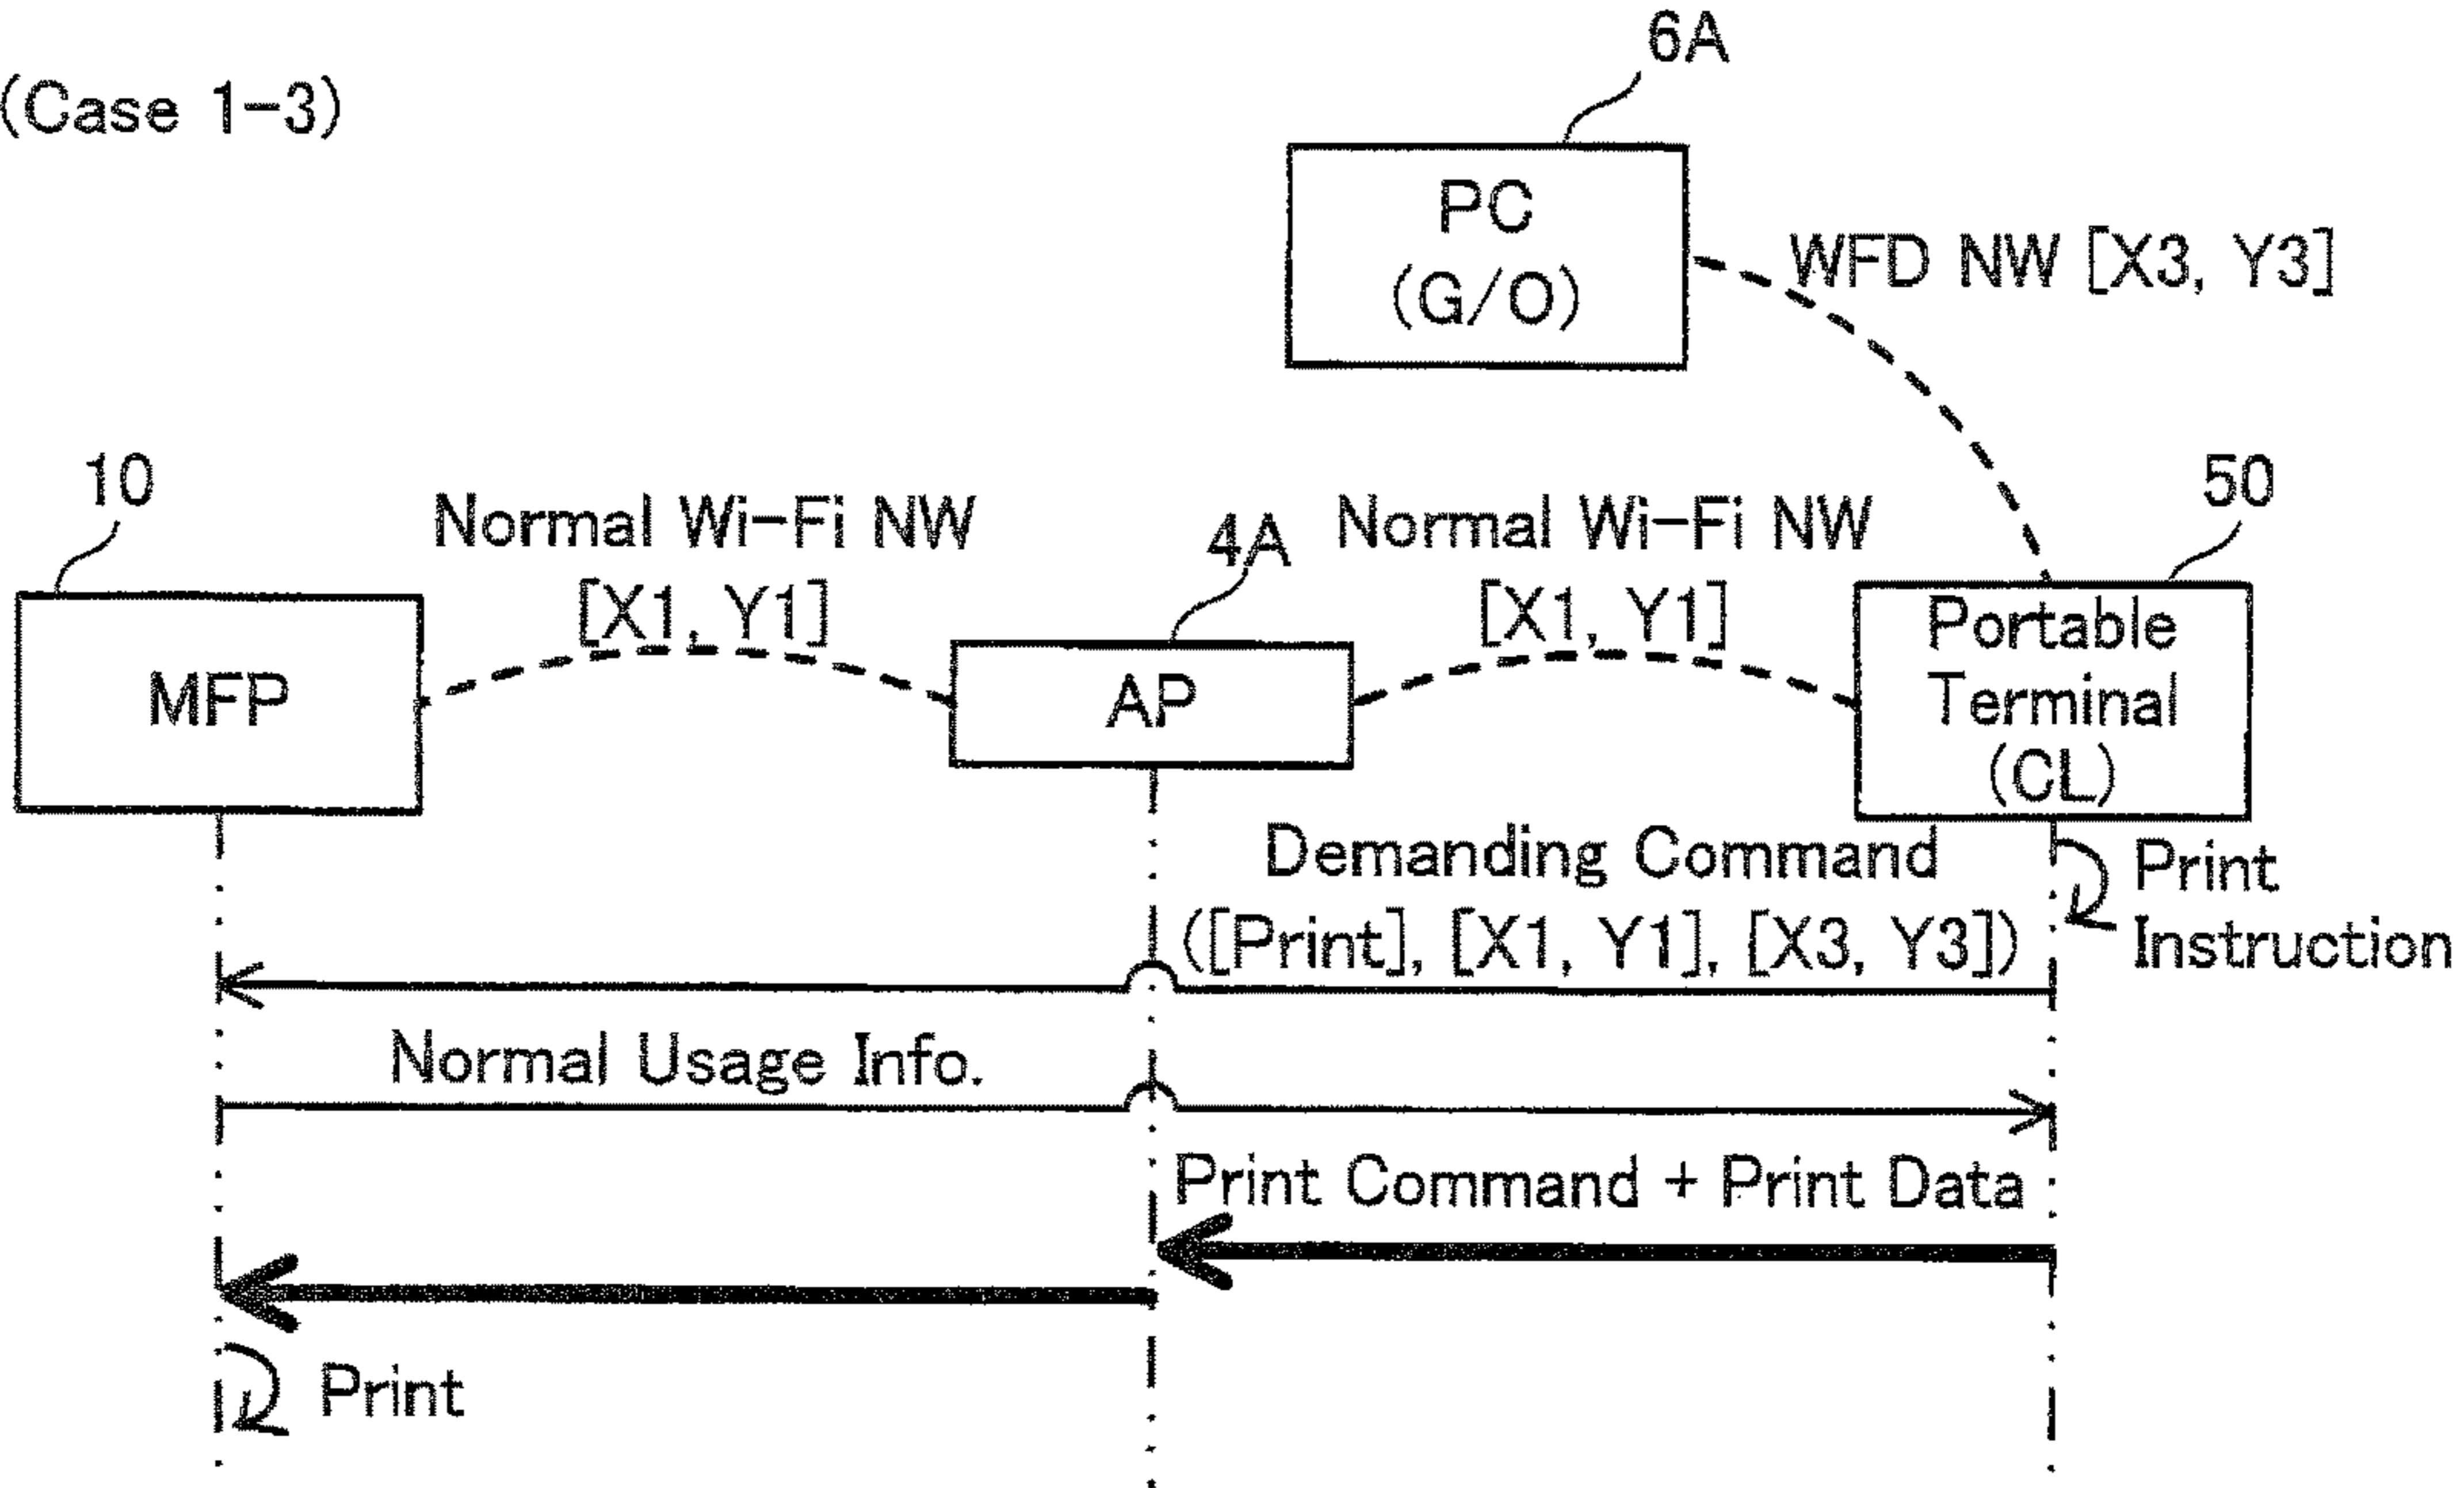 (Case 1-3)
6A
PC
(G/O)
WFD NW [X3, Y3]
10
Normal Wi-Fi NW
[X1, Y1]
4A
Normal Wi-Fi NW
[X1, Y1]
50
MFP
AP
Portable
Terminal
(CL)
Demanding Command
([Print], [X1, Y1], [X3, Y3])
Print
Instruction
Normal Usage Info.
Print Command + Print Data
Print